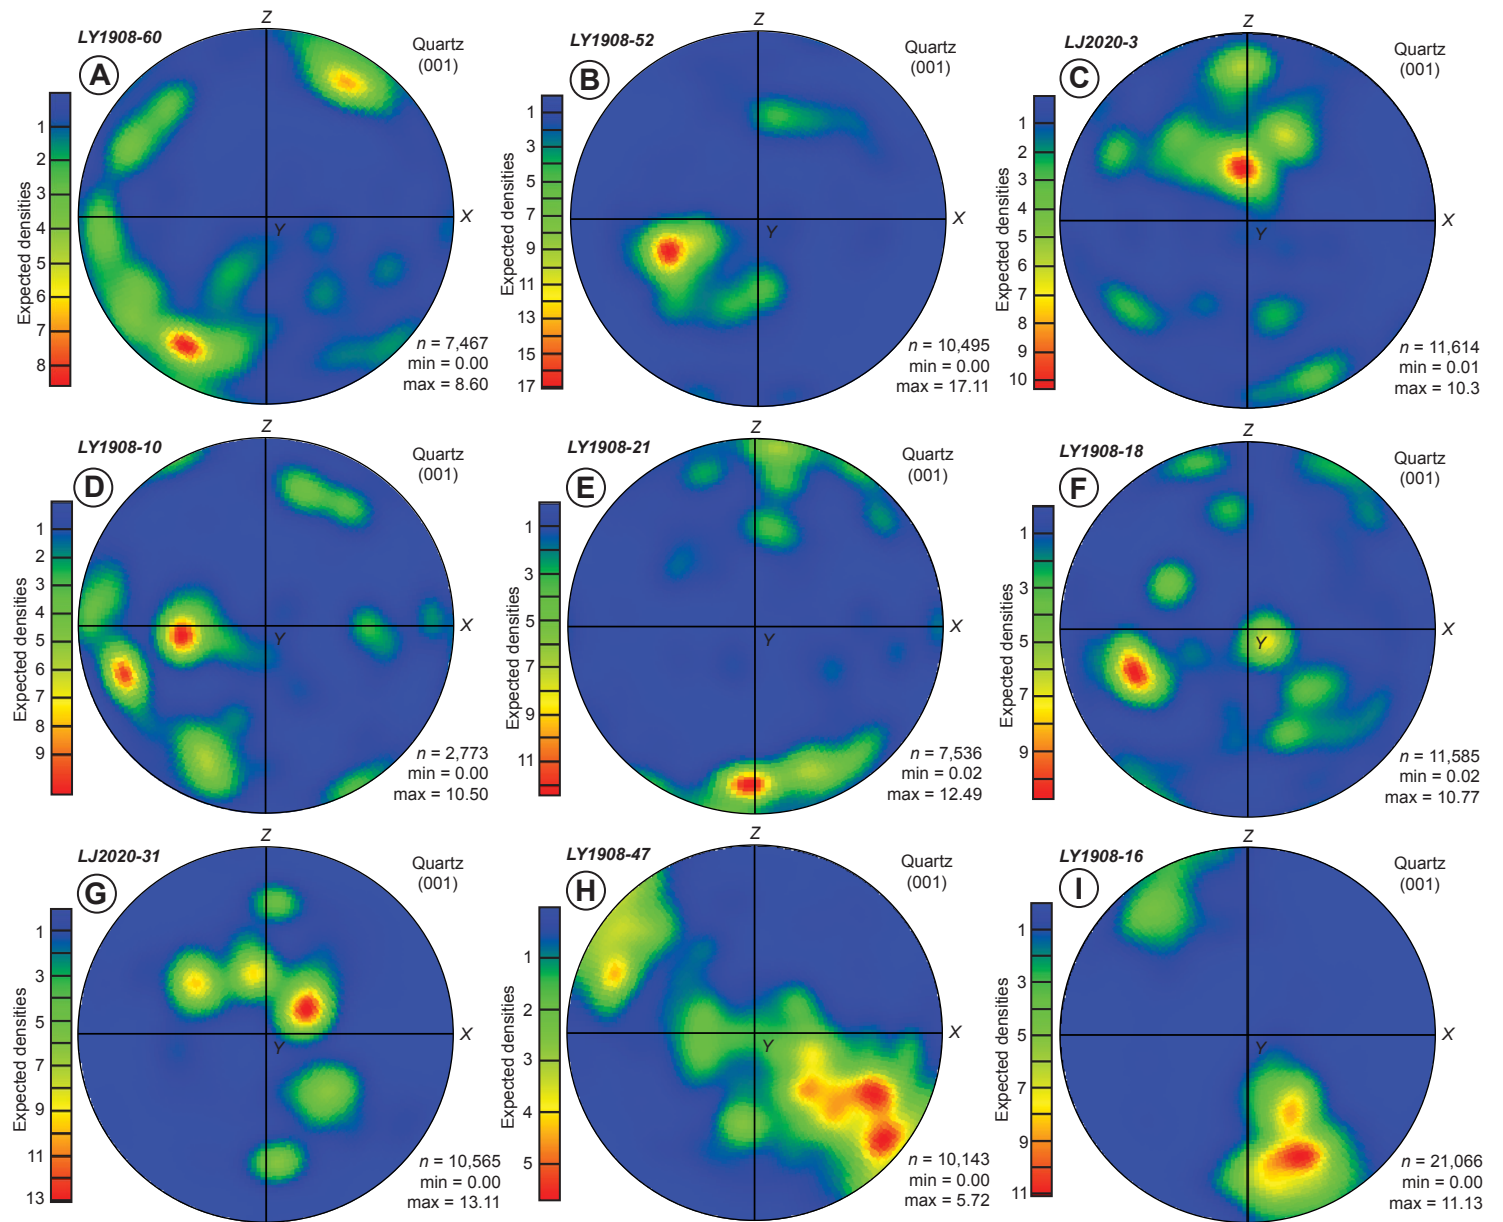 LY1908-60
A
Z
Quartz
(001)
X
Y
Expected densities
1
2
3
4
5
6
7
8
n = 7,467
min = 0.00
max = 8.60
LY1908-52
B
Z
Quartz
(001)
X
Y
Expected densities
1
3
5
7
9
11
13
15
17
n = 10,495
min = 0.00
max = 17.11
LJ2020-3
C
Z
Quartz
(001)
X
Y
Expected densities
1
2
3
4
5
6
7
8
9
10
n = 11,614
min = 0.01
max = 10.3
LY1908-10
D
Z
Quartz
(001)
X
Y
Expected densities
1
2
3
4
5
6
7
8
9
n = 2,773
min = 0.00
max = 10.50
LY1908-21
E
Z
Quartz
(001)
X
Y
Expected densities
1
3
5
7
9
11
n = 7,536
min = 0.02
max = 12.49
LY1908-18
F
Z
Quartz
(001)
X
Y
Expected densities
1
3
5
7
9
n = 11,585
min = 0.02
max = 10.77
LJ2020-31
G
Z
Quartz
(001)
X
Y
Expected densities
1
3
5
7
9
11
13
n = 10,565
min = 0.00
max = 13.11
LY1908-47
H
Z
Quartz
(001)
X
Y
Expected densities
1
2
3
4
5
n = 10,143
min = 0.00
max = 5.72
LY1908-16
I
Z
Quartz
(001)
X
Y
Expected densities
1
3
5
7
9
11
n = 21,066
min = 0.00
max = 11.13